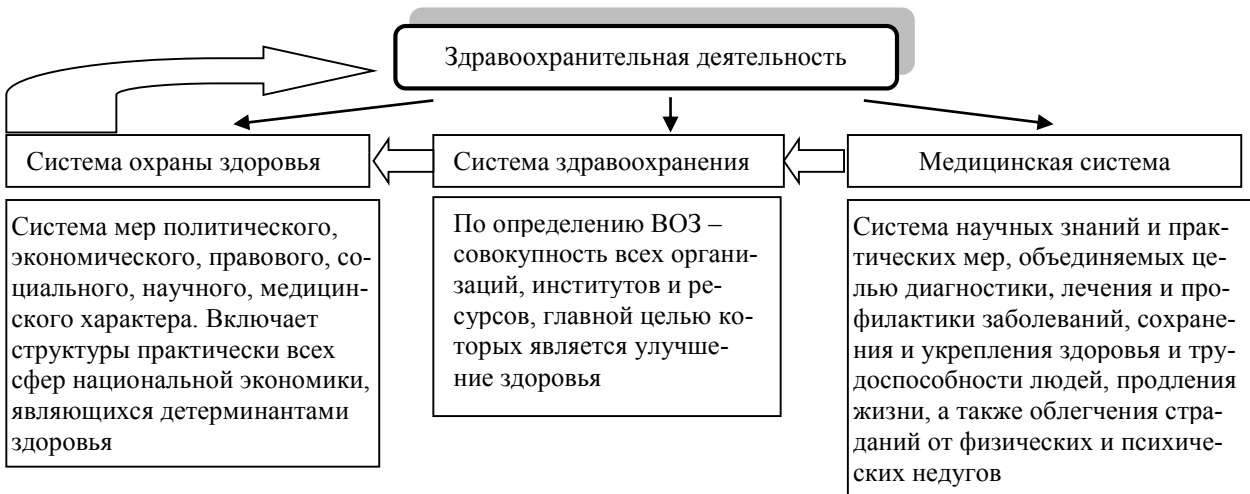 Здравоохранительная деятельность
Система охраны здоровья
Система здравоохранения
Медицинская система
Система мер политического,
экономического, правового, со-
циального, научного, медицин-
ского характера. Включает
структуры практически всех
сфер национальной экономики,
являющихся детерминантами
здоровья
По определению ВОЗ –
совокупность всех органи-
заций, институтов и ре-
сурсов, главной целью ко-
торых является улучше-
ние здоровья
Система научных знаний и прак-
тических мер, объединяемых це-
лью диагностики, лечения и про-
филактики заболеваний, сохране-
ния и укрепления здоровья и тру-
доспособности людей, продления
жизни, а также облегчения стра-
даний от физических и психиче-
ских недугов